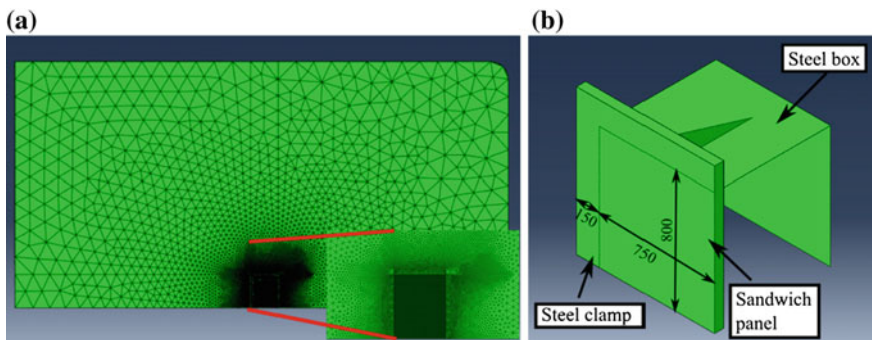 (a)
(b)
Steel box
150
750
800
Steel clamp
Sandwich
panel